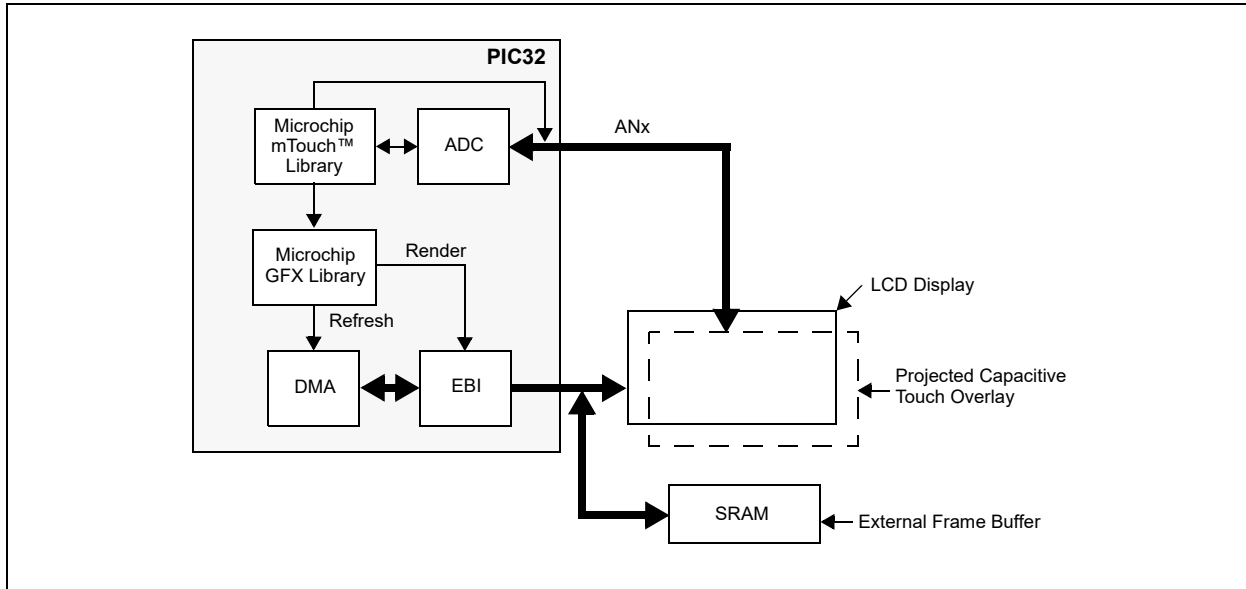 PIC32
Microchip
mTouch™
Library
ADC
ANx
Microchip
GFX Library
Render
Refresh
LCD Display
DMA
EBI
Projected Capacitive
Touch Overlay
SRAM
External Frame Buffer